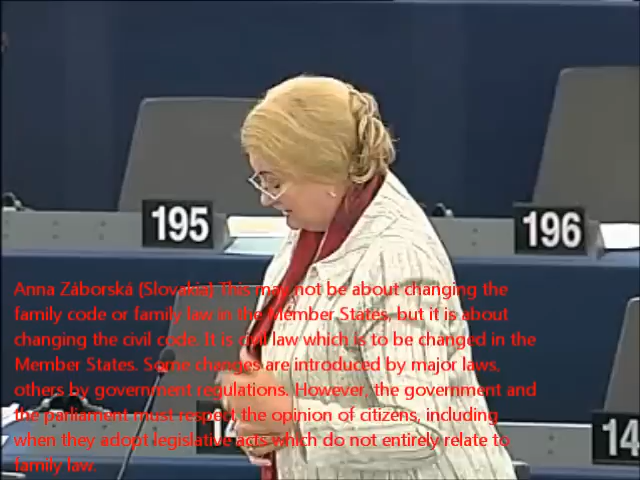 195
196
Anna Záborská (Slovakia) This may not be about changing the
family code or family law in the Member States, but it is about
changing the civil code. It is civil law which is to be changed in the
Member States. Some changes are introduced by major laws,
others by government regulations. However, the government and
the parliament must respect the opinion of citizens, including
when they adopt legislative acts which do not entirely relate to
family law.